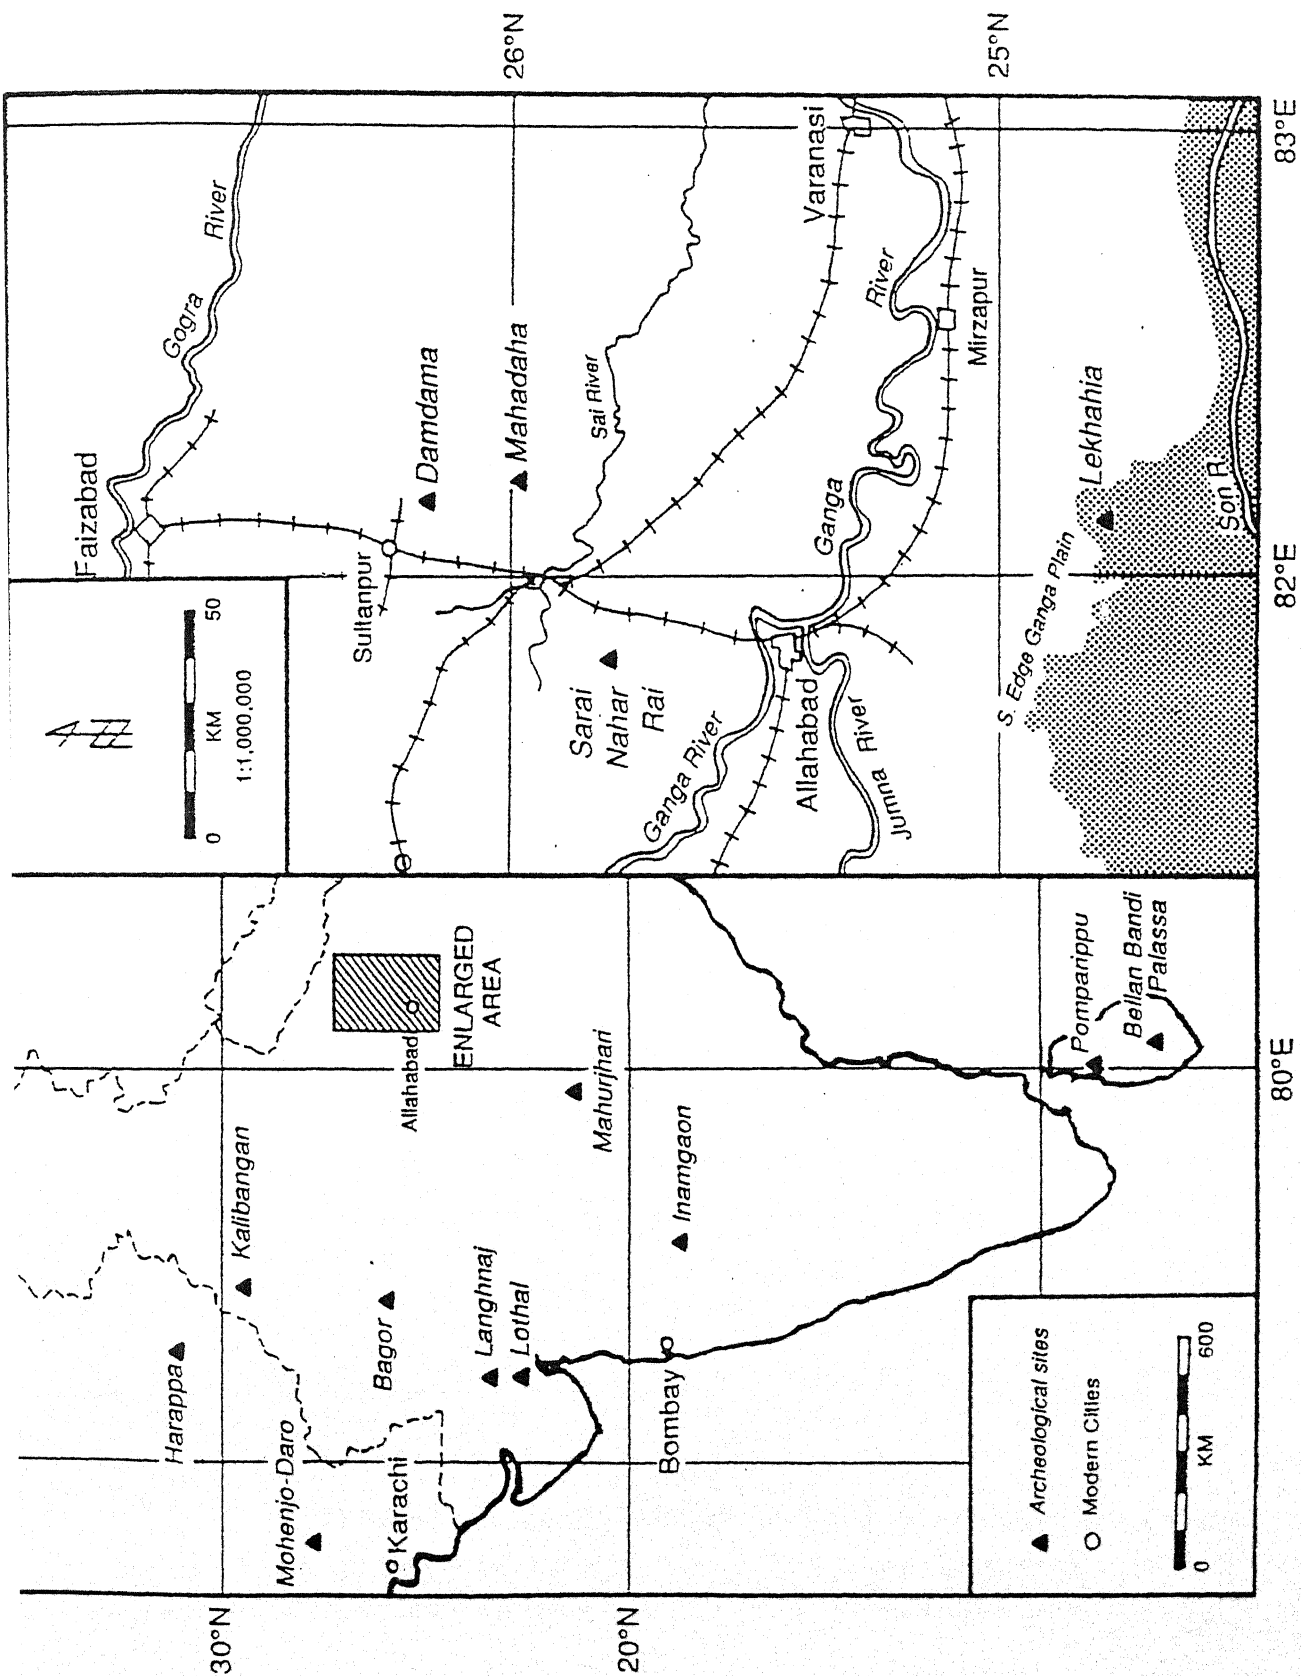 30°N
20°N
80°E
Harappa
Kalibangan
Mohenjo-Daro
Karachi
Bagor
Langhnaj
Lothal
Bombay
Allahabad
ENLARGED
AREA
Mahurjhari
Inamgaon
Pomparippu
Bellan Bandi
Palassa
Archeological sites
Modern Cities
0
KM
600
0
KM
50
1:1,000,000
26°N
25°N
82°E
83°E
Faizabad
Gogra
River
Sultanpur
Damdama
Mahadaha
Sai River
Sarai
Nahar
Rai
Ganga River
Allahabad
Jumna
River
Ganga
River
Varanasi
Mirzapur
S. Edge Ganga Plain
Lekhahia
Son R.